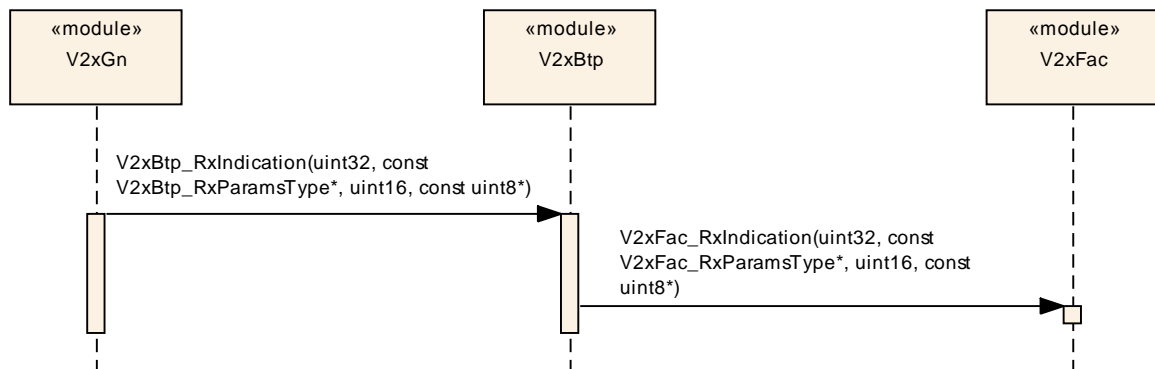 «module»
V2xGn
«module»
V2xBtp
«module»
V2xFac
V2xBtp_RxIndication(uint32, const
V2xBtp_RxParamsType*, uint16, const uint8*)
V2xFac_RxIndication(uint32, const
V2xFac_RxParamsType*, uint16, const
uint8*)